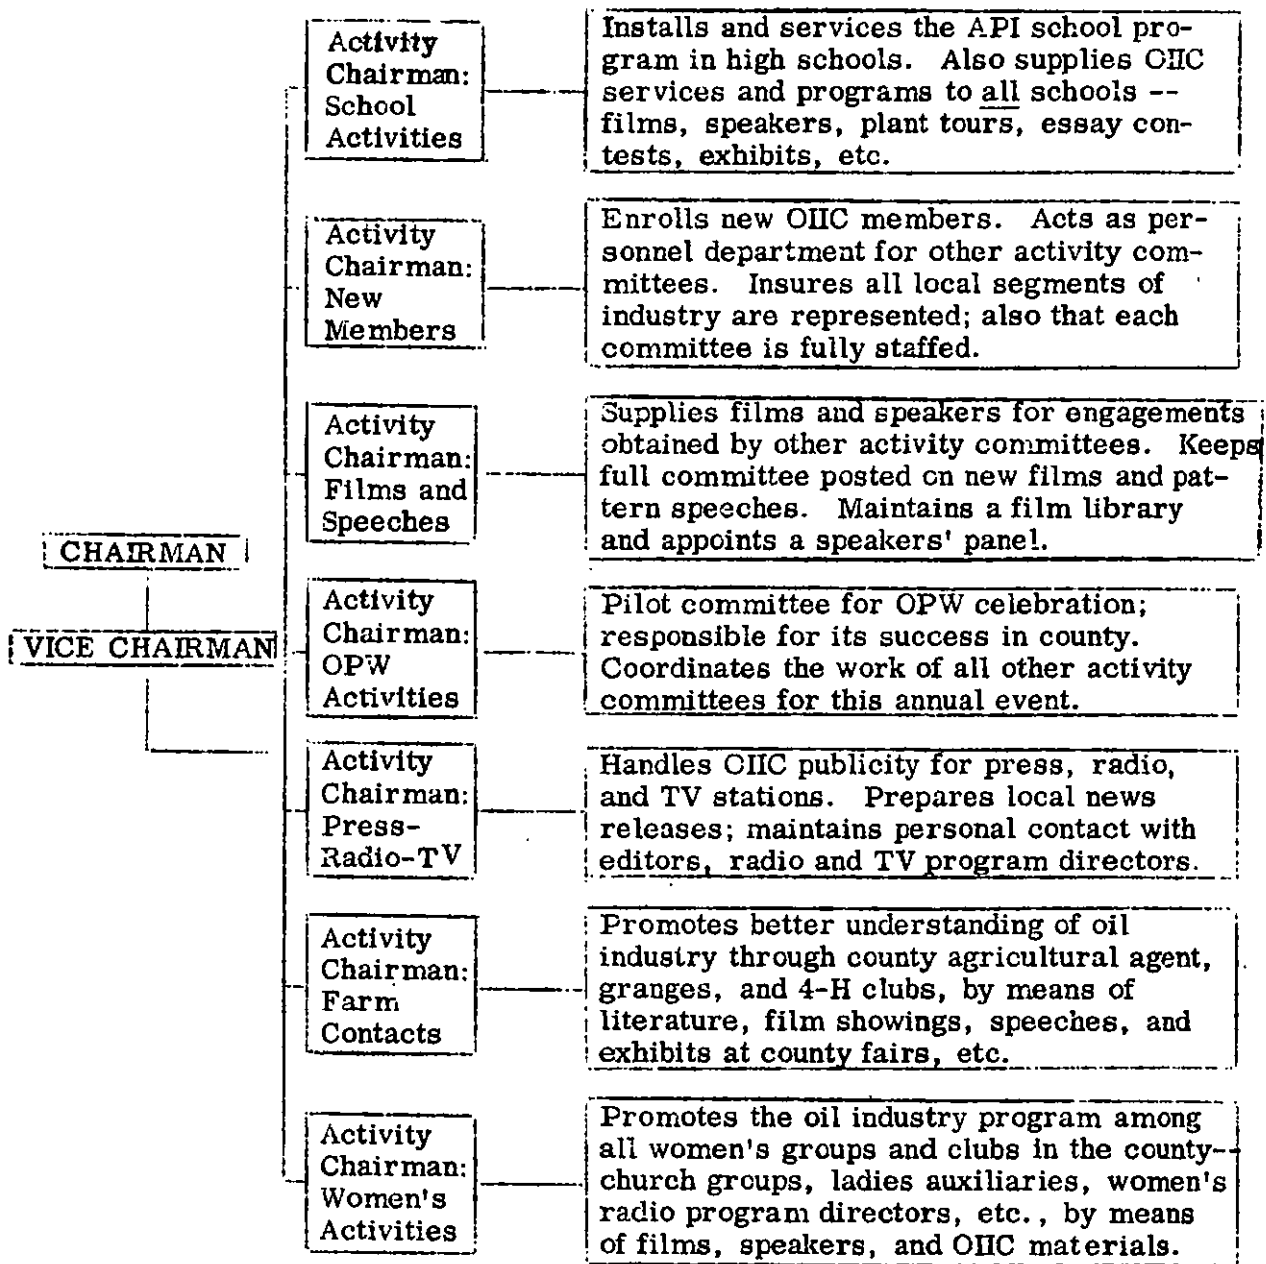 CHAIRMAN
VICE CHAIRMAN
Activity
Chairman:
School
Activities
Installs and services the API school pro-
gram in high schools. Also supplies OIIC
services and programs to all schools --
films, speakers, plant tours, essay con-
tests, exhibits, etc.
Activity
Chairman:
New
Members
Enrolls new OIIC members. Acts as per-
sonnel department for other activity com-
mittees. Insures all local segments of
industry are represented; also that each
committee is fully staffed.
Activity
Chairman:
Films and
Speeches
Supplies films and speakers for engagements
obtained by other activity committees. Keeps
full committee posted on new films and pat-
tern speeches. Maintains a film library
and appoints a speakers' panel.
Activity
Chairman:
OPW
Activities
Pilot committee for OPW celebration;
responsible for its success in county.
Coordinates the work of all other activity
committees for this annual event.
Activity
Chairman:
Press-
Radio-TV
Handles OIIC publicity for press, radio,
and TV stations. Prepares local news
releases; maintains personal contact with
editors, radio and TV program directors.
Activity
Chairman:
Farm
Contacts
Promotes better understanding of oil
industry through county agricultural agent,
granges, and 4-H clubs, by means of
literature, film showings, speeches, and
exhibits at county fairs, etc.
Activity
Chairman:
Women's
Activities
Promotes the oil industry program among
all women's groups and clubs in the county--
church groups, ladies auxiliaries, women's
radio program directors, etc., by means
of films, speakers, and OIIC materials.